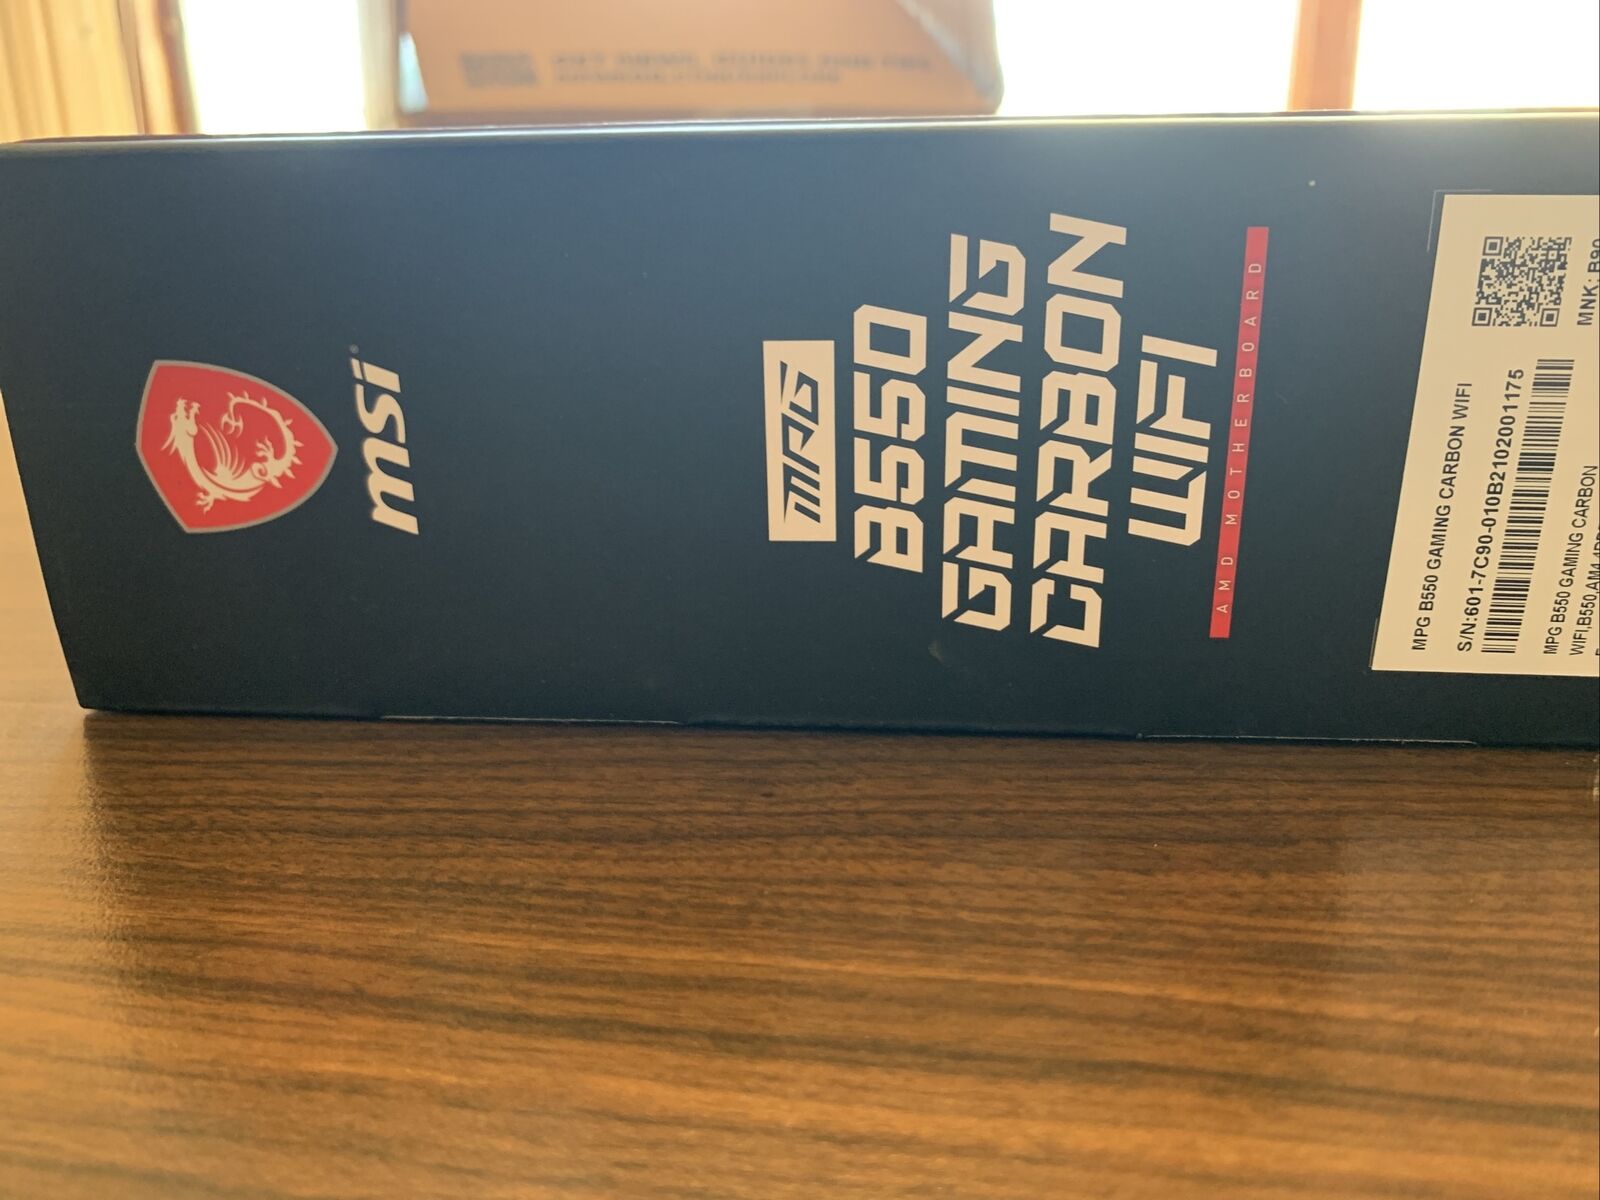 msi
MPG
B550
GAMING
CARBON
WIFI
AMD MOTHERBOARD
MPG B550 GAMING CARBON WIFI
S/N:601-7C90-010B2102001175
MPG B550 GAMING CARBON
WIFI,B550,AM4
MNK: